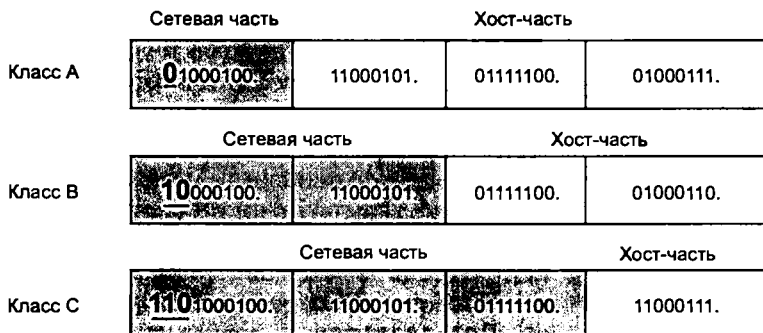 Сетевая часть Хост-часть
Класс A 01000100. 11000101. 01111100. 01000111.
Сетевая часть Хост-часть
Класс B 10000100. 11000101. 01111100. 01000110.
Сетевая часть Хост-часть
Класс C 1101000100. 11000101. 01111100. 11000111.